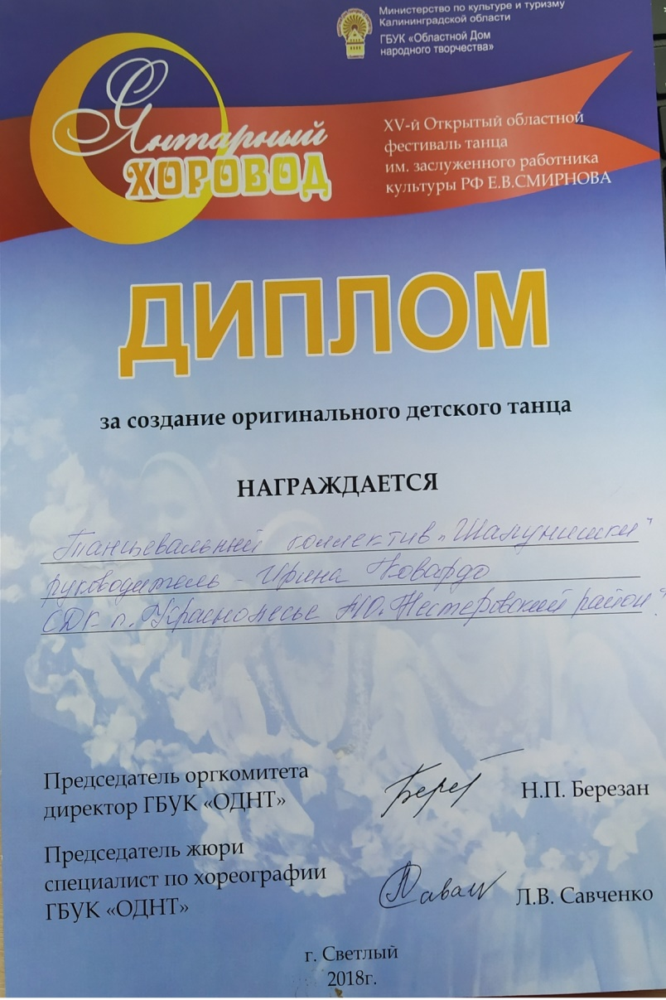 Министерство по культуре и туризму
Калининградской области
ГБУК «Областной Дом
народного творчества»
Янтарный
ХОРОВОД
XV-й Открытый областной
фестиваль танца
им. заслуженного работника
культуры РФ Е.В.СМИРНОВА
ДИПЛОМ
за создание оригинального детского танца
НАГРАЖДАЕТСЯ
Танцевальный коллектив „Шалунишки"
руководитель - Ирина
СДК п. Краснолесье МО. Нестеровский район"
Председатель оргкомитета
директор ГБУК «ОДНТ»
Н.П. Березан
Председатель жюри
специалист по хореографии
ГБУК «ОДНТ»
Л.В. Савченко
г. Светлый
2018г.